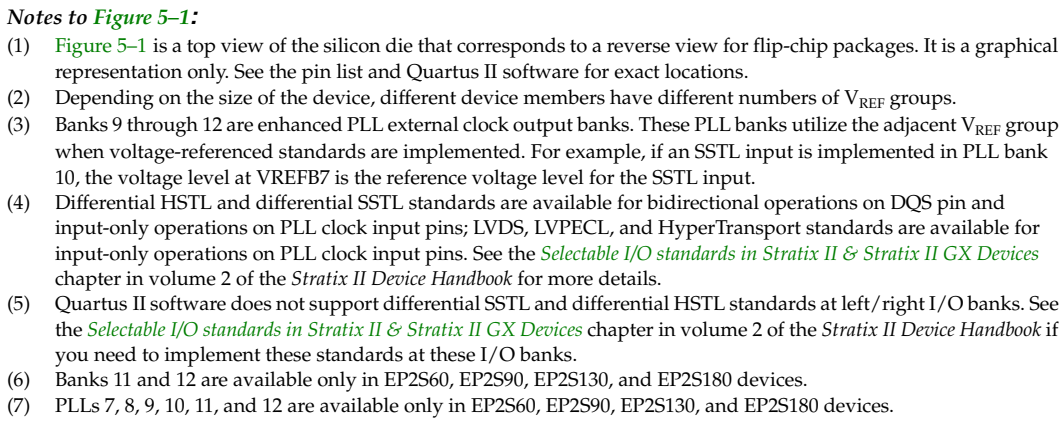 Notes to Figure 5–1:
(1) Figure 5–1 is a top view of the silicon die that corresponds to a reverse view for flip-chip packages. It is a graphical
representation only. See the pin list and Quartus II software for exact locations.
(2) Depending on the size of the device, different device members have different numbers of VREF groups.
(3) Banks 9 through 12 are enhanced PLL external clock output banks. These PLL banks utilize the adjacent VREF group
when voltage-referenced standards are implemented. For example, if an SSTL input is implemented in PLL bank
10, the voltage level at VREFB7 is the reference voltage level for the SSTL input.
(4) Differential HSTL and differential SSTL standards are available for bidirectional operations on DQS pin and
input-only operations on PLL clock input pins; LVDS, LVPECL, and HyperTransport standards are available for
input-only operations on PLL clock input pins. See the Selectable I/O standards in Stratix II & Stratix II GX Devices
chapter in volume 2 of the Stratix II Device Handbook for more details.
(5) Quartus II software does not support differential SSTL and differential HSTL standards at left/right I/O banks. See
the Selectable I/O standards in Stratix II & Stratix II GX Devices chapter in volume 2 of the Stratix II Device Handbook if
you need to implement these standards at these I/O banks.
(6) Banks 11 and 12 are available only in EP2S60, EP2S90, EP2S130, and EP2S180 devices.
(7) PLLs 7, 8, 9, 10, 11, and 12 are available only in EP2S60, EP2S90, EP2S130, and EP2S180 devices.